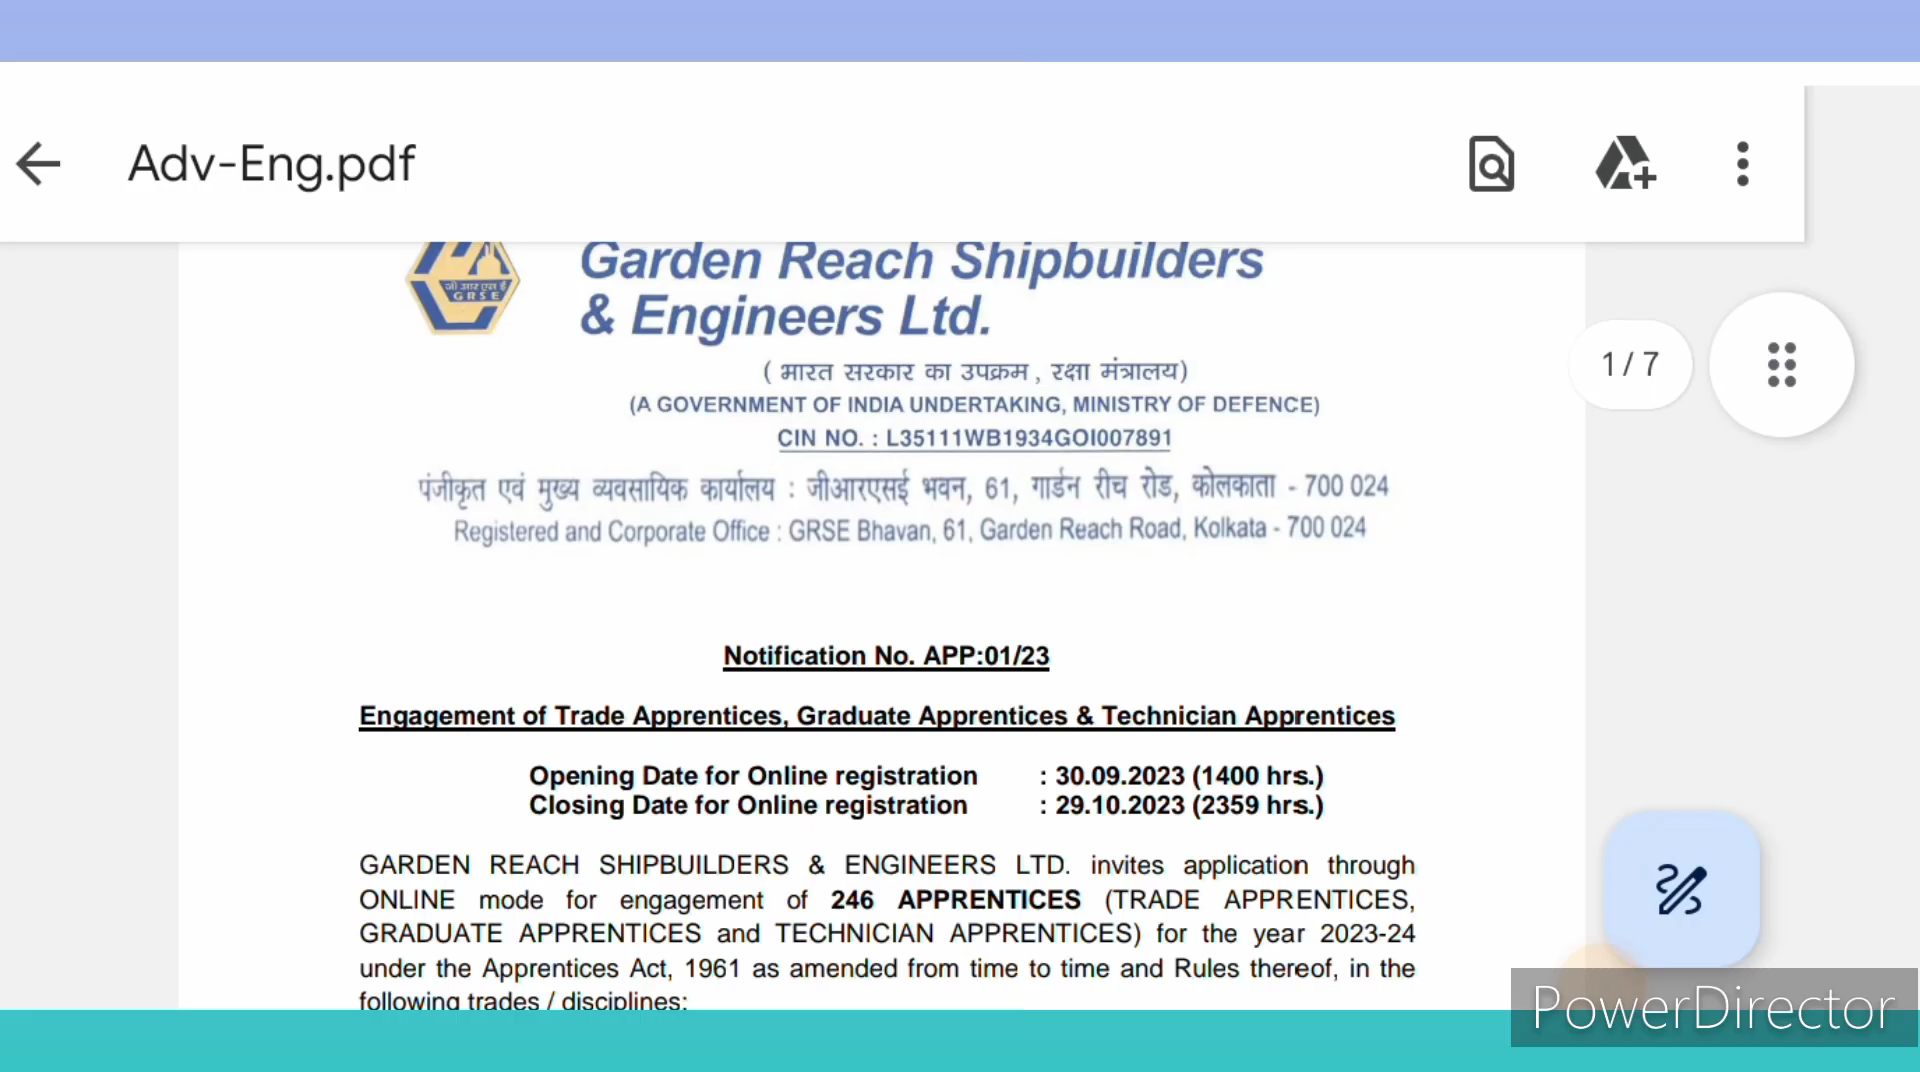 Adv-Eng.pdf
जी आर एस ई
GRSE
Garden Reach Shipbuilders
& Engineers Ltd.
( भारत सरकार का उपक्रम , रक्षा मंत्रालय)
(A GOVERNMENT OF INDIA UNDERTAKING, MINISTRY OF DEFENCE)
CIN NO. : L35111WB1934GOI007891
1 / 7
पंजीकृत एवं मुख्य व्यवसायिक कार्यालय : जीआरएसई भवन, 61, गार्डन रीच रोड, कोलकाता - 700 024
Registered and Corporate Office : GRSE Bhavan, 61, Garden Reach Road, Kolkata - 700 024
Notification No. APP:01/23
Engagement of Trade Apprentices, Graduate Apprentices & Technician Apprentices
Opening Date for Online registration : 30.09.2023 (1400 hrs.)
Closing Date for Online registration : 29.10.2023 (2359 hrs.)
GARDEN REACH SHIPBUILDERS & ENGINEERS LTD. invites application through
ONLINE mode for engagement of 246 APPRENTICES (TRADE APPRENTICES,
GRADUATE APPRENTICES and TECHNICIAN APPRENTICES) for the year 2023-24
under the Apprentices Act, 1961 as amended from time to time and Rules thereof, in the
following trades / disciplines:
PowerDirector